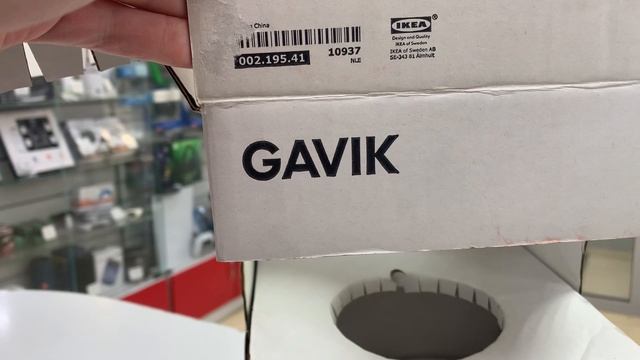 China
002.195.41
10937
NLE
IKEA®
Design and Quality
IKEA of Sweden
IKEA of Sweden AB
SE-343 81 Älmhult
GAVIK